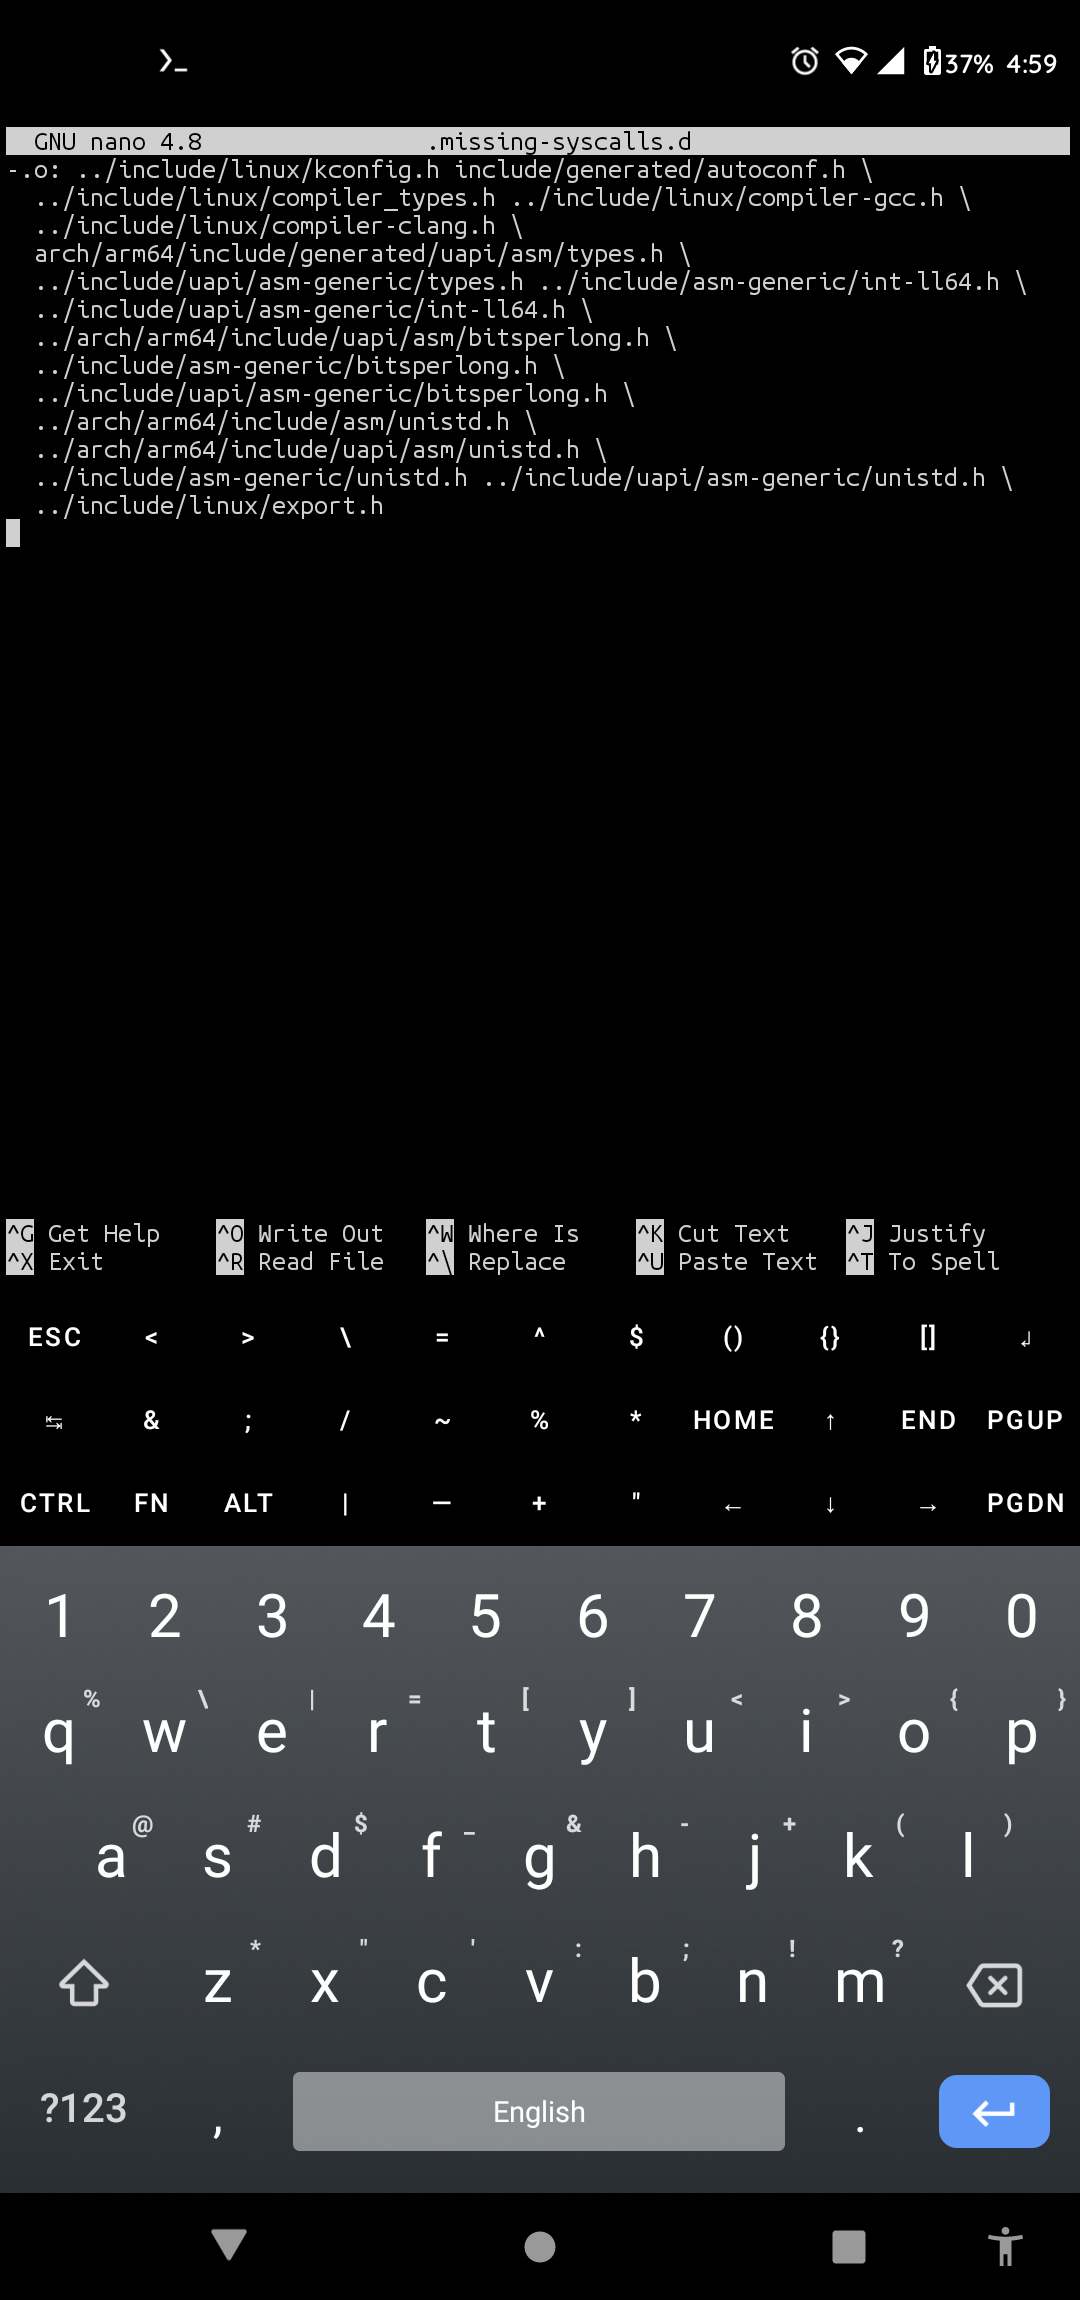 37% 4:59
GNU nano 4.8 .missing-syscalls.d
-.o: ../include/linux/kconfig.h include/generated/autoconf.h \
../include/linux/compiler_types.h ../include/linux/compiler-gcc.h \
../include/linux/compiler-clang.h \
arch/arm64/include/generated/uapi/asm/types.h \
../include/uapi/asm-generic/types.h ../include/asm-generic/int-ll64.h \
../include/uapi/asm-generic/int-ll64.h \
../arch/arm64/include/uapi/asm/bitsperlong.h \
../include/asm-generic/bitsperlong.h \
../include/uapi/asm-generic/bitsperlong.h \
../arch/arm64/include/asm/unistd.h \
../arch/arm64/include/uapi/asm/unistd.h \
../include/asm-generic/unistd.h ../include/uapi/asm-generic/unistd.h \
../include/linux/export.h
^G Get Help ^O Write Out ^W Where Is ^K Cut Text ^J Justify
^X Exit ^R Read File ^\ Replace ^U Paste Text ^T To Spell
ESC < > \ = ^ $ () {} [] ↲
↹ & ; / ~ % * HOME ↑ END PGUP
CTRL FN ALT | — + " ← ↓ → PGDN
1 2 3 4 5 6 7 8 9 0
% \ | = [ ] < > { }
q w e r t y u i o p
@ # $ _ & - + ( )
a s d f g h j k l
* " ' : ; ! ?
z x c v b n m
?123 , English .